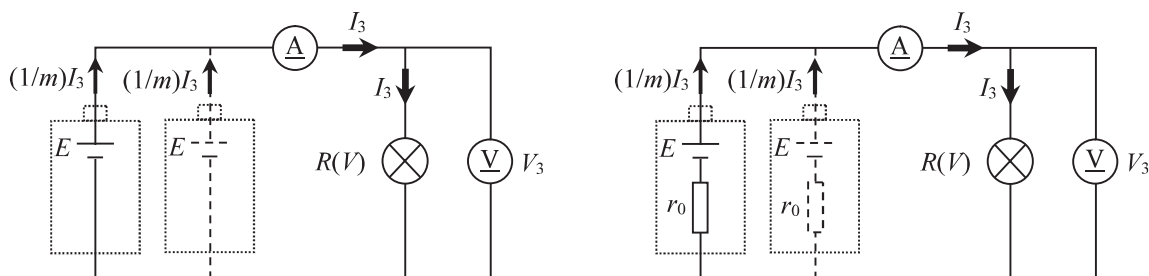 I₃
A
(1/m)I₃
(1/m)I₃
I₃
E
E
R(V)
V
V₃
I₃
A
(1/m)I₃
(1/m)I₃
I₃
E
E
R(V)
V
V₃
r₀
r₀